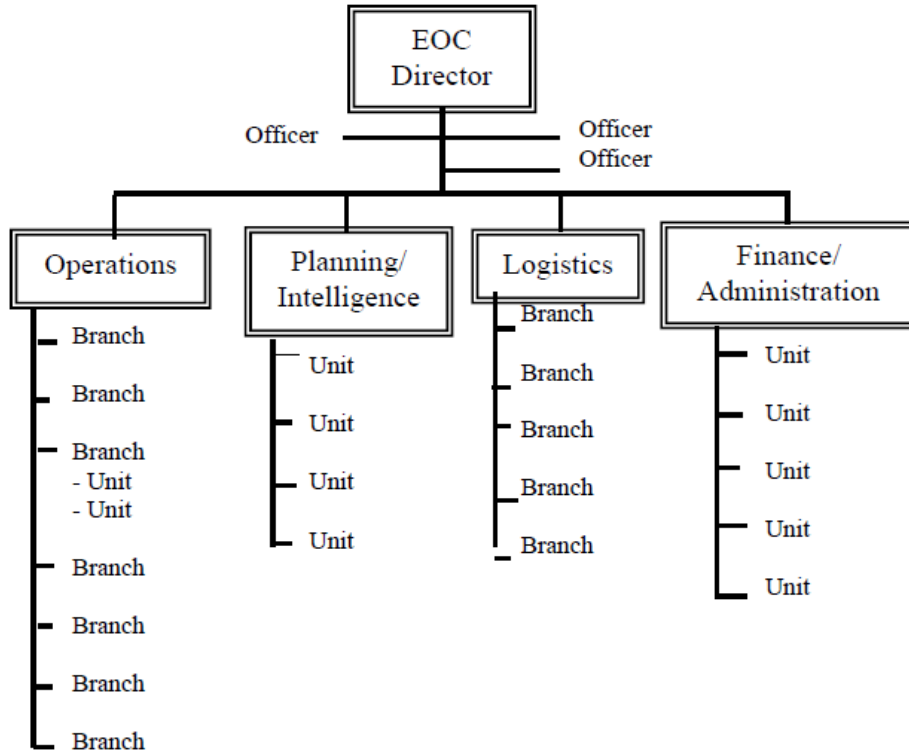 EOC
Director
Officer
Officer
Officer
Operations
Branch
Branch
Branch
- Unit
- Unit
Branch
Branch
Branch
Branch
Planning/
Intelligence
Unit
Unit
Unit
Unit
Logistics
Branch
Branch
Branch
Branch
Branch
Finance/
Administration
Unit
Unit
Unit
Unit
Unit